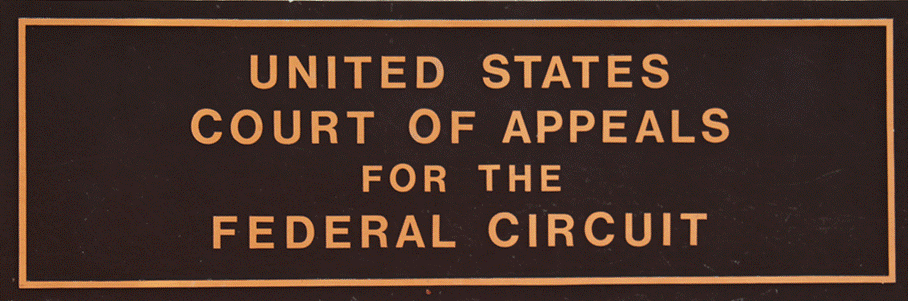 UNITED STATES
COURT OF APPEALS
FOR THE
FEDERAL CIRCUIT